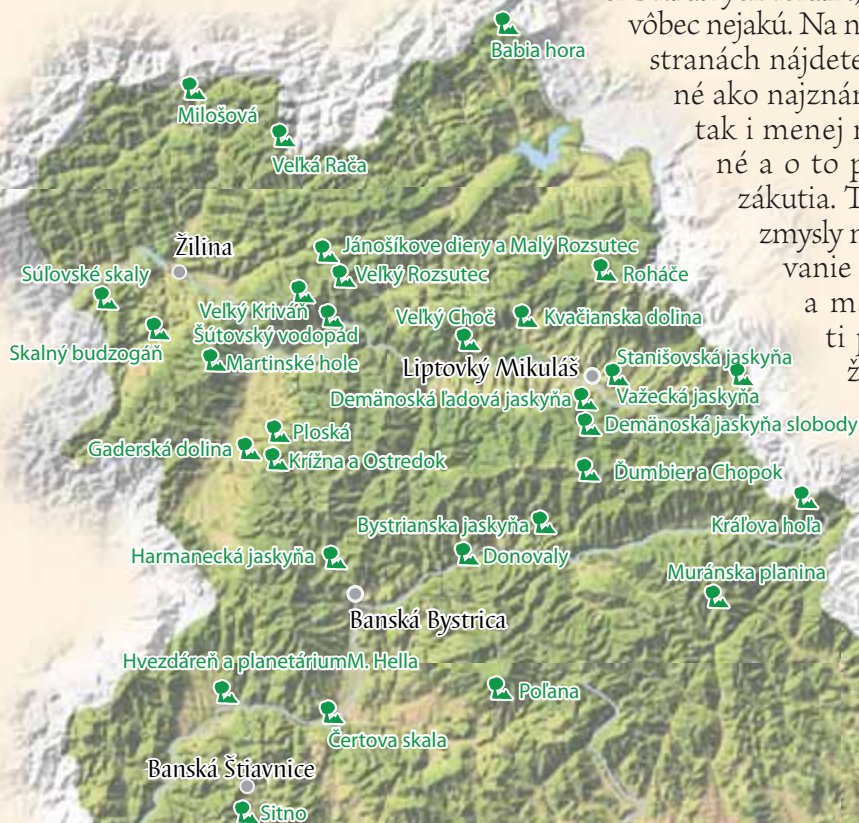 vôbec nejakú. Na n
stranách nájdete
né ako najznám
tak i menej
né a o to p
zákutia. T
zmysly
vanie
a m
ti
ž
Babia hora
Milošová
Veľká Rača
Žilina
Jánošíkove diery a Malý Rozsutec
Súľovské skaly
Veľký Rozsutec
Roháče
Veľký Kriváň
Šútovský vodopád
Veľký Choč
Kvačianska dolina
Skalný budzogáň
Martinské hole
Liptovký Mikuláš
Stanišovská jaskyňa
Demänoská ľadová jaskyňa
Važecká jaskyňa
Demänoská jaskyňa slobody
Ploská
Gaderská dolina
Krížna a Ostredok
Ďumbier a Chopok
Bystrianska jaskyňa
Kráľova hoľa
Harmanecká jaskyňa
Donovaly
Muránska planina
Banská Bystrica
Hvezdáreň a planetáriumM. Hella
Poľana
Čertova skala
Banská Štiavnice
Sitno